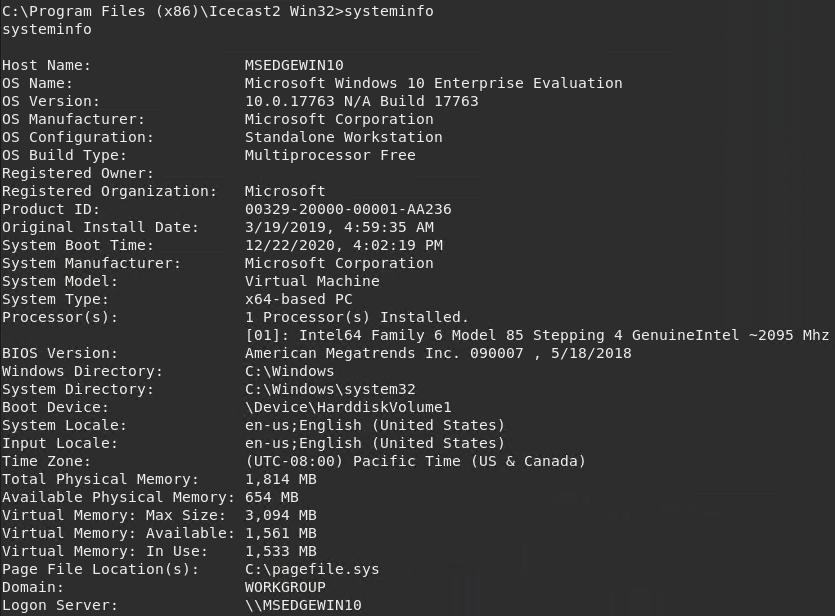 C:\Program Files (x86)\Icecast2 Win32>systeminfo
systeminfo
Host Name:                 MSEDGEWIN10
OS Name:                   Microsoft Windows 10 Enterprise Evaluation
OS Version:                10.0.17763 N/A Build 17763
OS Manufacturer:           Microsoft Corporation
OS Configuration:          Standalone Workstation
OS Build Type:             Multiprocessor Free
Registered Owner:
Registered Organization:   Microsoft
Product ID:                00329-20000-00001-AA236
Original Install Date:     3/19/2019, 4:59:35 AM
System Boot Time:          12/22/2020, 4:02:19 PM
System Manufacturer:       Microsoft Corporation
System Model:              Virtual Machine
System Type:               x64-based PC
Processor(s):              1 Processor(s) Installed.
                           [01]: Intel64 Family 6 Model 85 Stepping 4 GenuineIntel ~2095 Mhz
BIOS Version:              American Megatrends Inc. 090007 , 5/18/2018
Windows Directory:         C:\Windows
System Directory:          C:\Windows\system32
Boot Device:               \Device\HarddiskVolume1
System Locale:             en-us;English (United States)
Input Locale:              en-us;English (United States)
Time Zone:                 (UTC-08:00) Pacific Time (US & Canada)
Total Physical Memory:     1,814 MB
Available Physical Memory: 654 MB
Virtual Memory: Max Size:  3,094 MB
Virtual Memory: Available: 1,561 MB
Virtual Memory: In Use:    1,533 MB
Page File Location(s):     C:\pagefile.sys
Domain:                    WORKGROUP
Logon Server:              \\MSEDGEWIN10